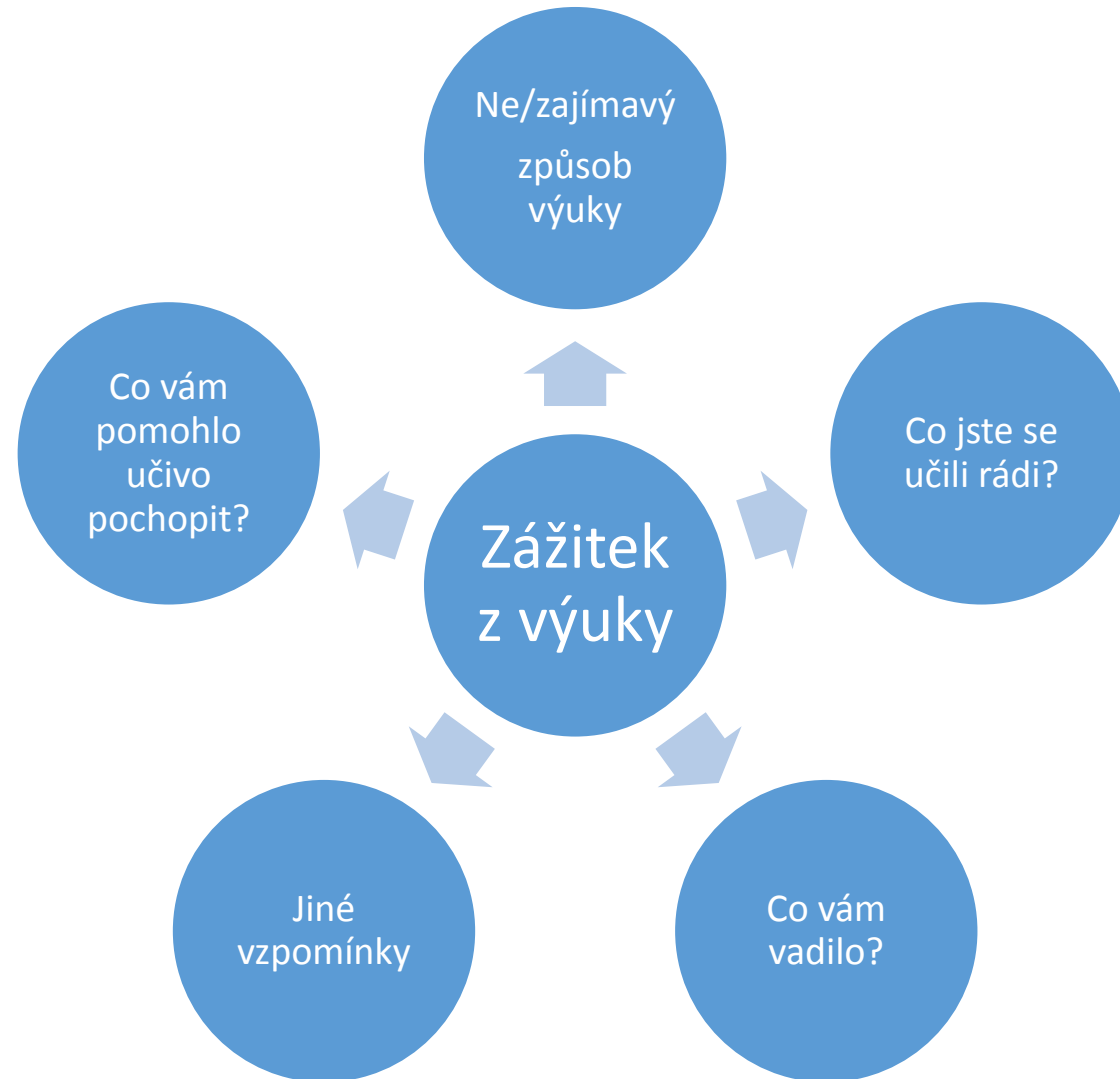 Ne/zajímavý
způsob
výuky
Co jste se
učili rádi?
Co vám
vadilo?
Jiné
vzpomínky
Co vám
pomohlo
učivo
pochopit?
Zážitek
z výuky